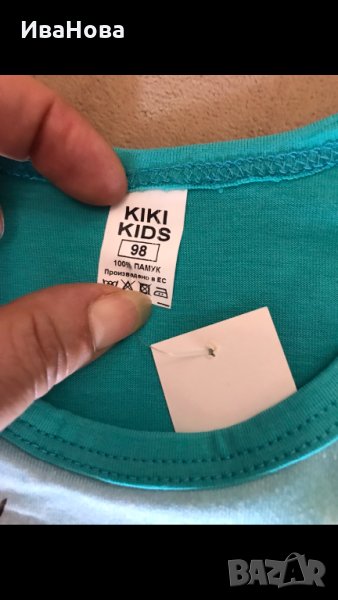 ИваНова
KIKI
KIDS
98
100% ПАМУК
Произведено в ЕС
BAZAR